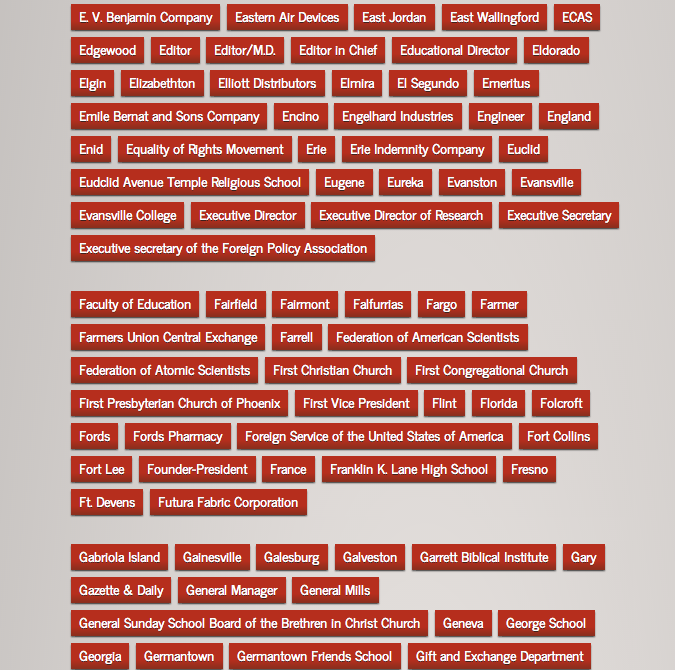 E. V. Benjamin Company Eastern Air Devices East Jordan East Wallingford ECAS
Edgewood Editor Editor/M.D. Editor in Chief Educational Director Eldorado
Elgin Elizabethton Elliott Distributors Elmira El Segundo Emeritus
Emile Bernat and Sons Company Encino Engelhard Industries Engineer England
Enid Equality of Rights Movement Erie Erie Indemnity Company Euclid
Eudclid Avenue Temple Religious School Eugene Eureka Evanston Evansville
Evansville College Executive Director Executive Director of Research Executive Secretary
Executive secretary of the Foreign Policy Association
Faculty of Education Fairfield Fairmont Falfurrias Fargo Farmer
Farmers Union Central Exchange Farrell Federation of American Scientists
Federation of Atomic Scientists First Christian Church First Congregational Church
First Presbyterian Church of Phoenix First Vice President Flint Florida Folcroft
Fords Fords Pharmacy Foreign Service of the United States of America Fort Collins
Fort Lee Founder-President France Franklin K. Lane High School Fresno
Ft. Devens Futura Fabric Corporation
Gabriola Island Gainesville Galesburg Galveston Garrett Biblical Institute Gary
Gazette & Daily General Manager General Mills
General Sunday School Board of the Brethren in Christ Church Geneva George School
Georgia Germantown Germantown Friends School Gift and Exchange Department